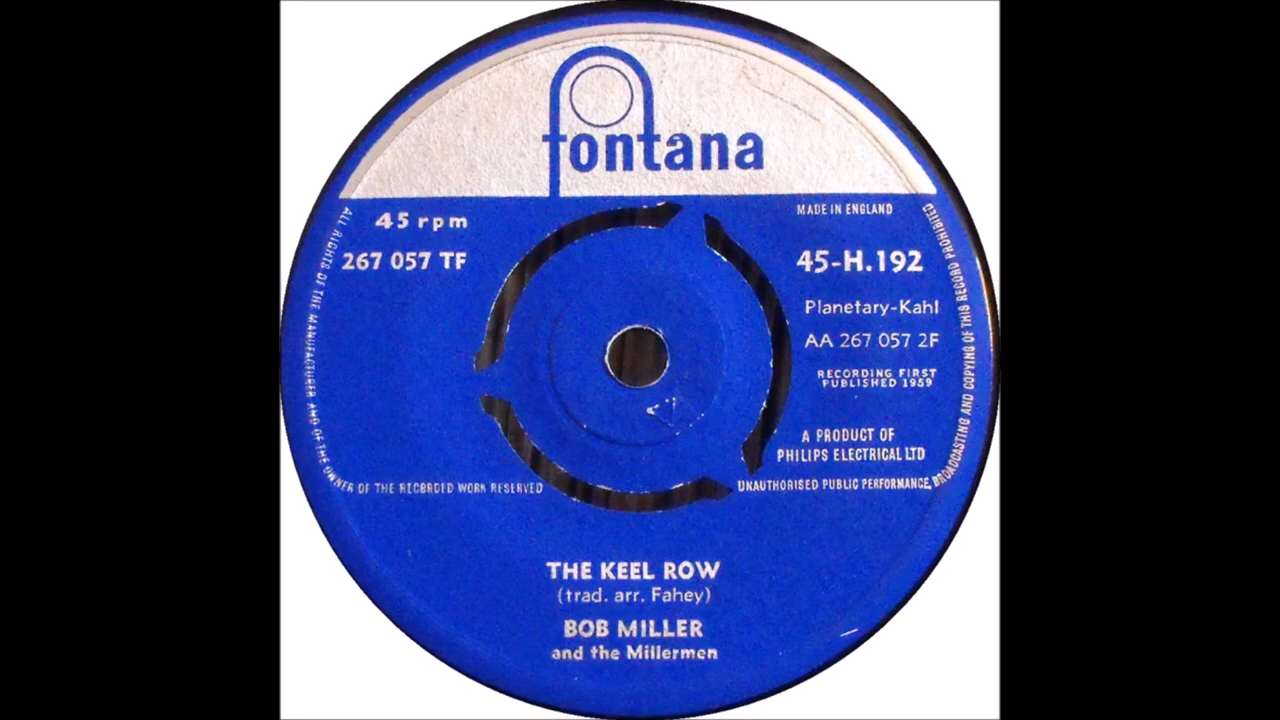 fontana
45 rpm
267 057 TF
MADE IN ENGLAND
45-H.192
Planetary-Kahl
AA 267 057 2F
RECORDING FIRST
PUBLISHED 1959
A PRODUCT OF
PHILIPS ELECTRICAL LTD
ALL RIGHTS OF THE MANUFACTURER AND OF THE OWNER OF THE RECORDED WORK RESERVED
UNAUTHORISED PUBLIC PERFORMANCE, BROADCASTING AND COPYING OF THIS RECORD PROHIBITED
THE KEEL ROW
(trad. arr. Fahey)
BOB MILLER
and the Millermen